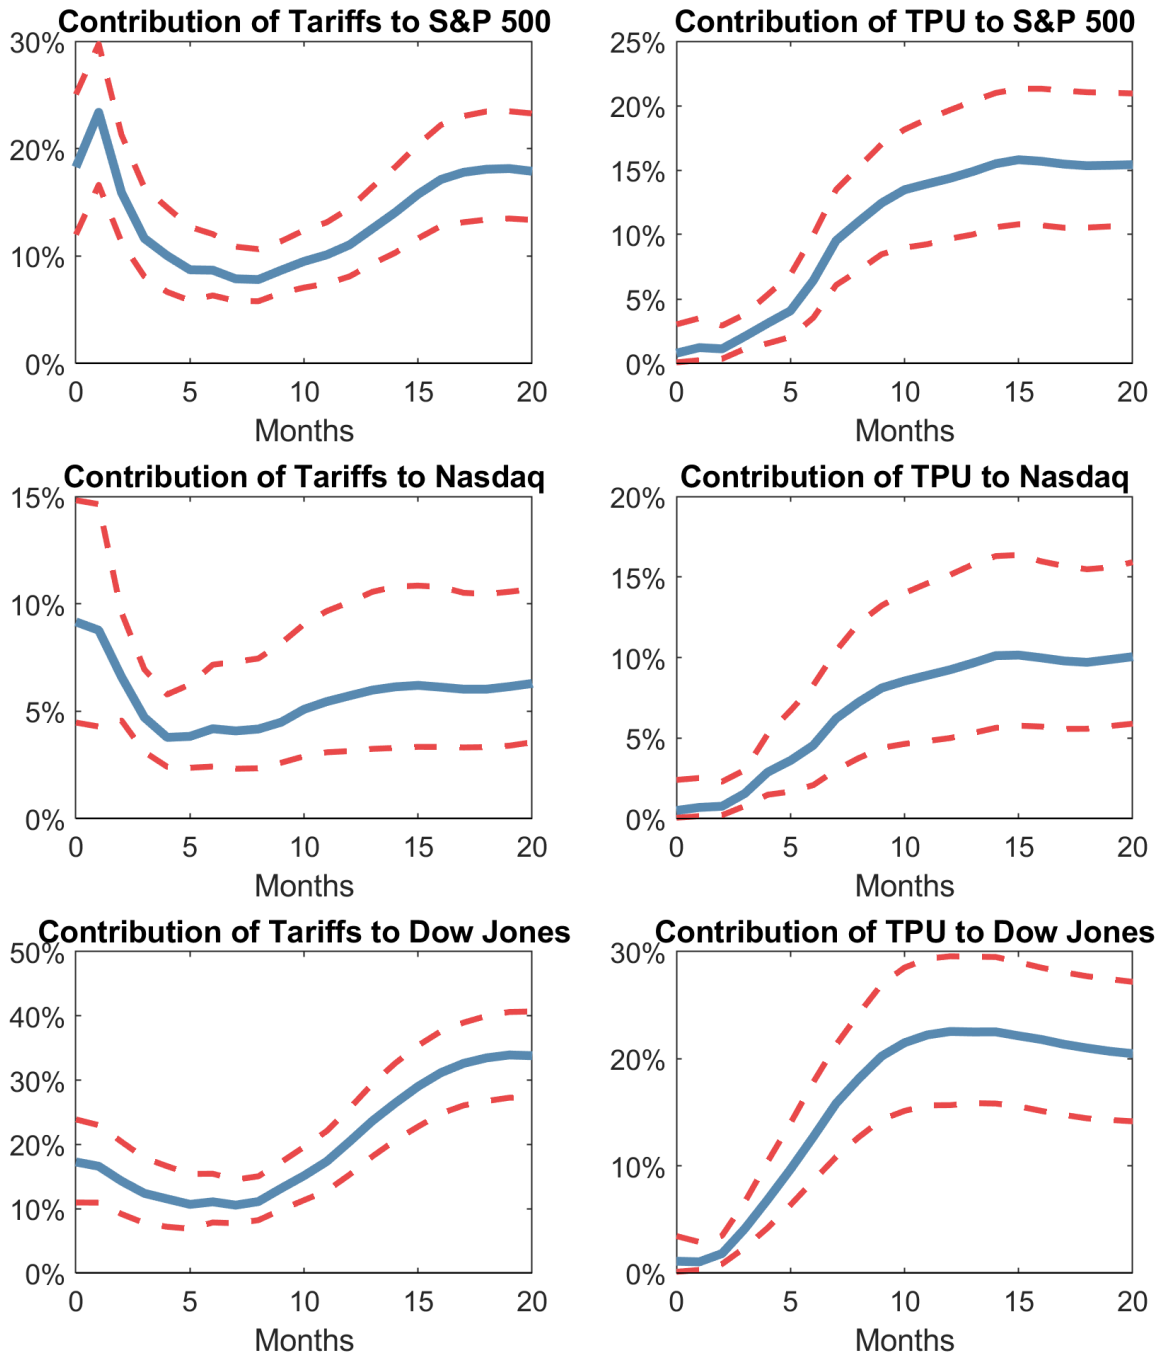 Contribution of Tariffs to S&P 500
30%
20%
10%
0%
0 5 10 15 20
Months
Contribution of TPU to S&P 500
25%
20%
15%
10%
5%
0%
0 5 10 15 20
Months
Contribution of Tariffs to Nasdaq
15%
10%
5%
0%
0 5 10 15 20
Months
Contribution of TPU to Nasdaq
20%
15%
10%
5%
0%
0 5 10 15 20
Months
Contribution of Tariffs to Dow Jones
50%
40%
30%
20%
10%
0%
0 5 10 15 20
Months
Contribution of TPU to Dow Jones
30%
20%
10%
0%
0 5 10 15 20
Months